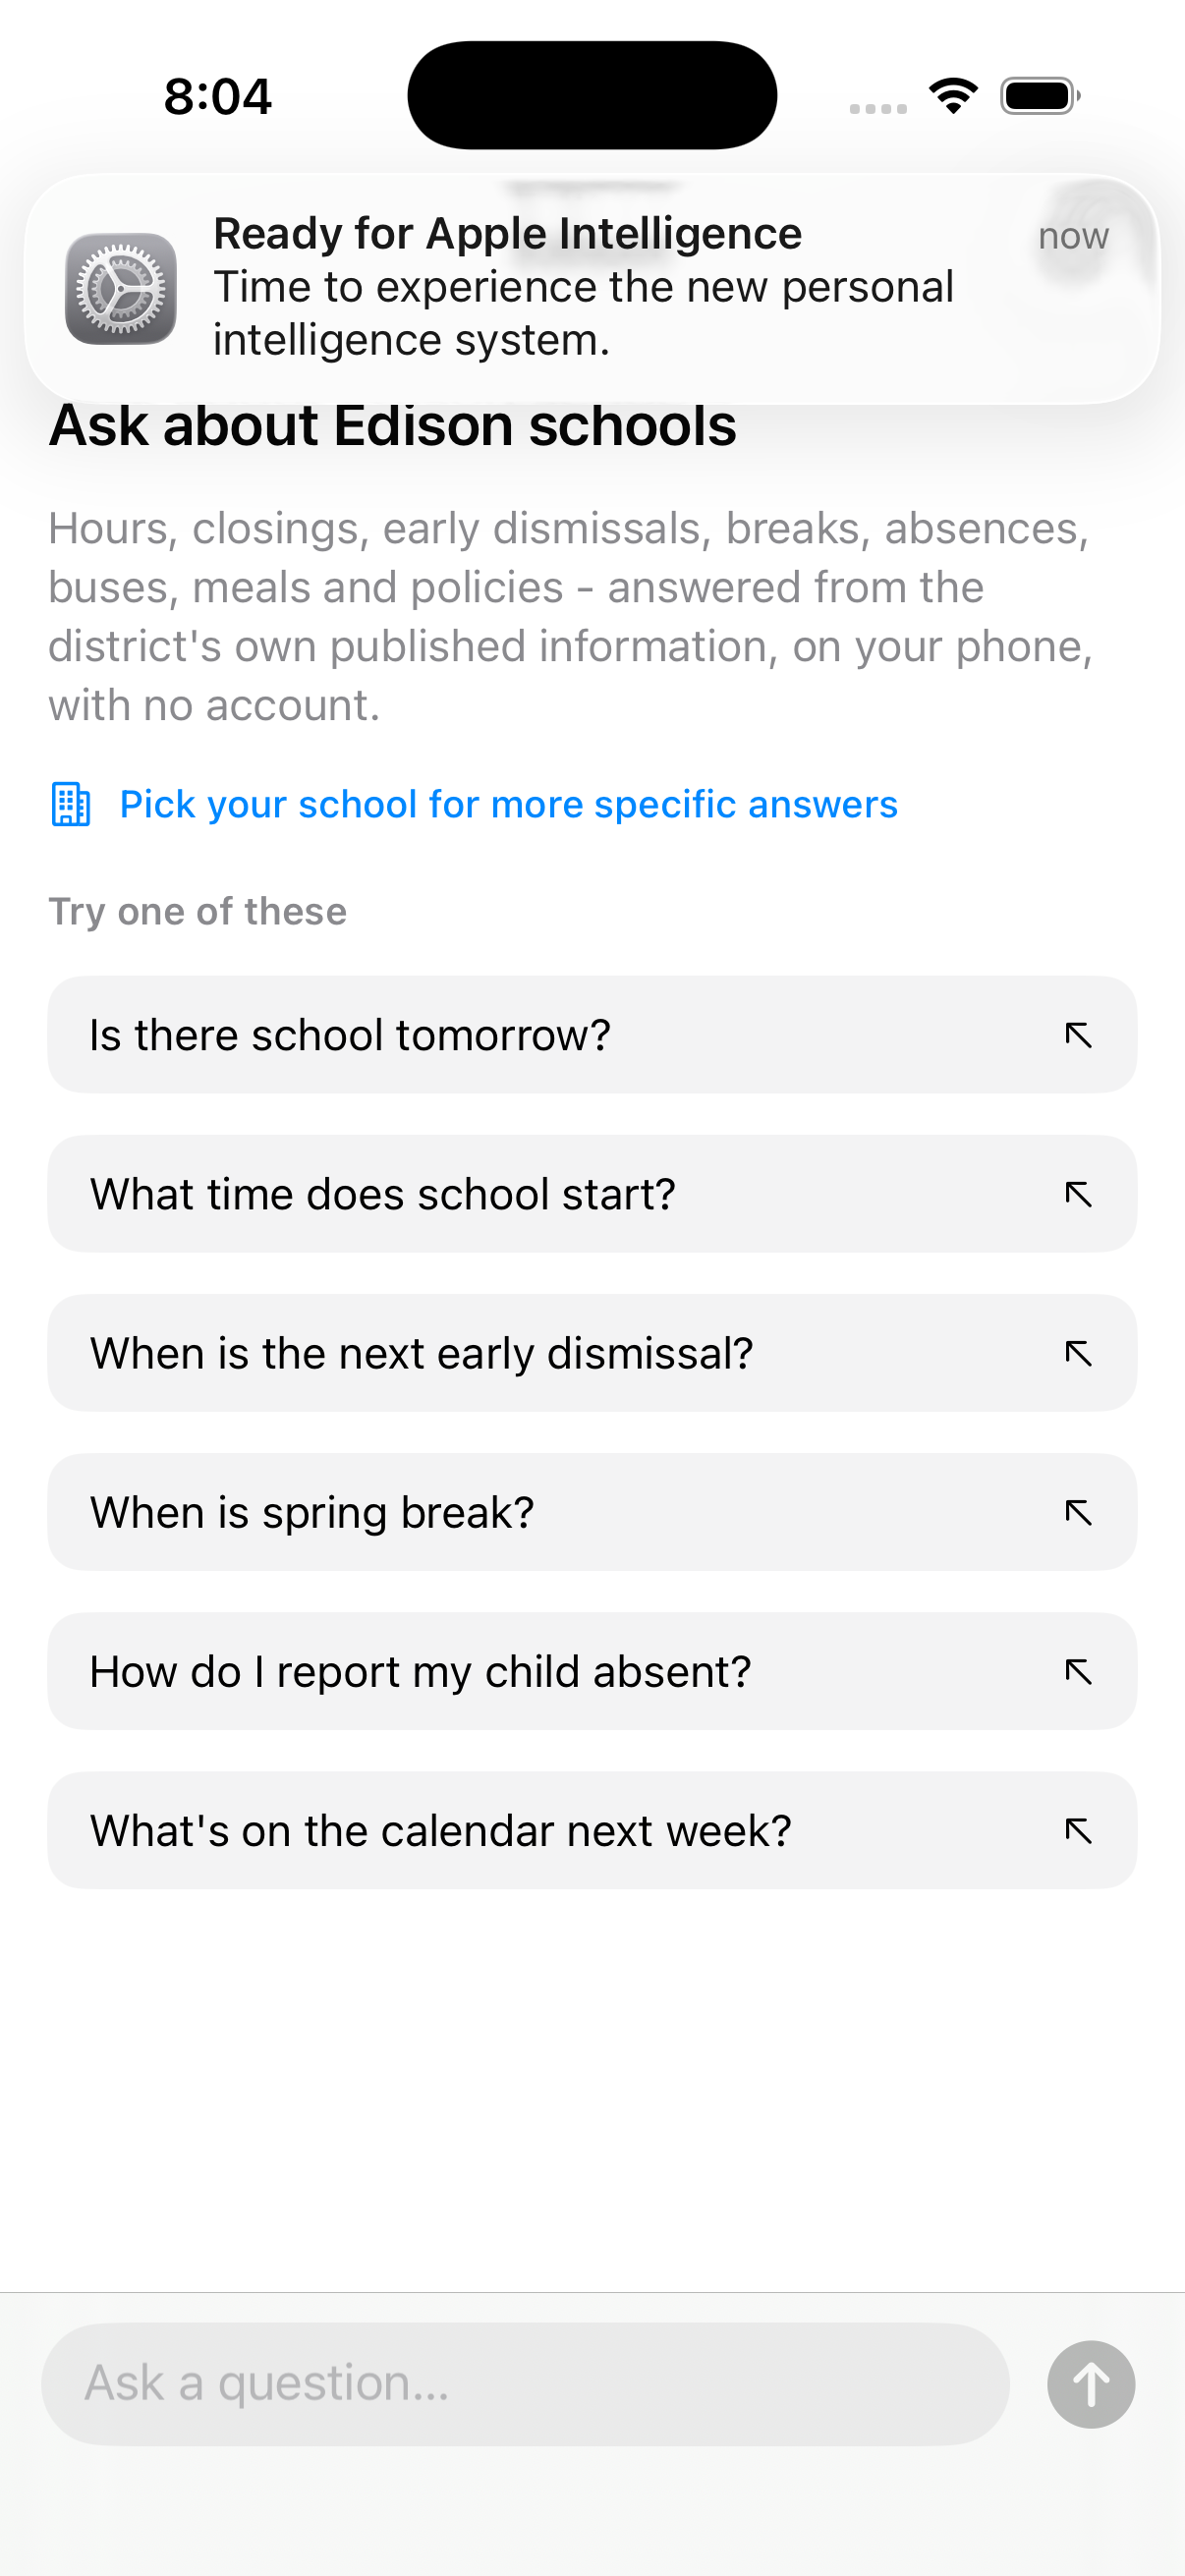 8:04
Ready for Apple Intelligence
now
Time to experience the new personal
intelligence system.
Ask about Edison schools
Hours, closings, early dismissals, breaks, absences,
buses, meals and policies - answered from the
district's own published information, on your phone,
with no account.
Pick your school for more specific answers
Try one of these
Is there school tomorrow?
What time does school start?
When is the next early dismissal?
When is spring break?
How do I report my child absent?
What's on the calendar next week?
Ask a question...